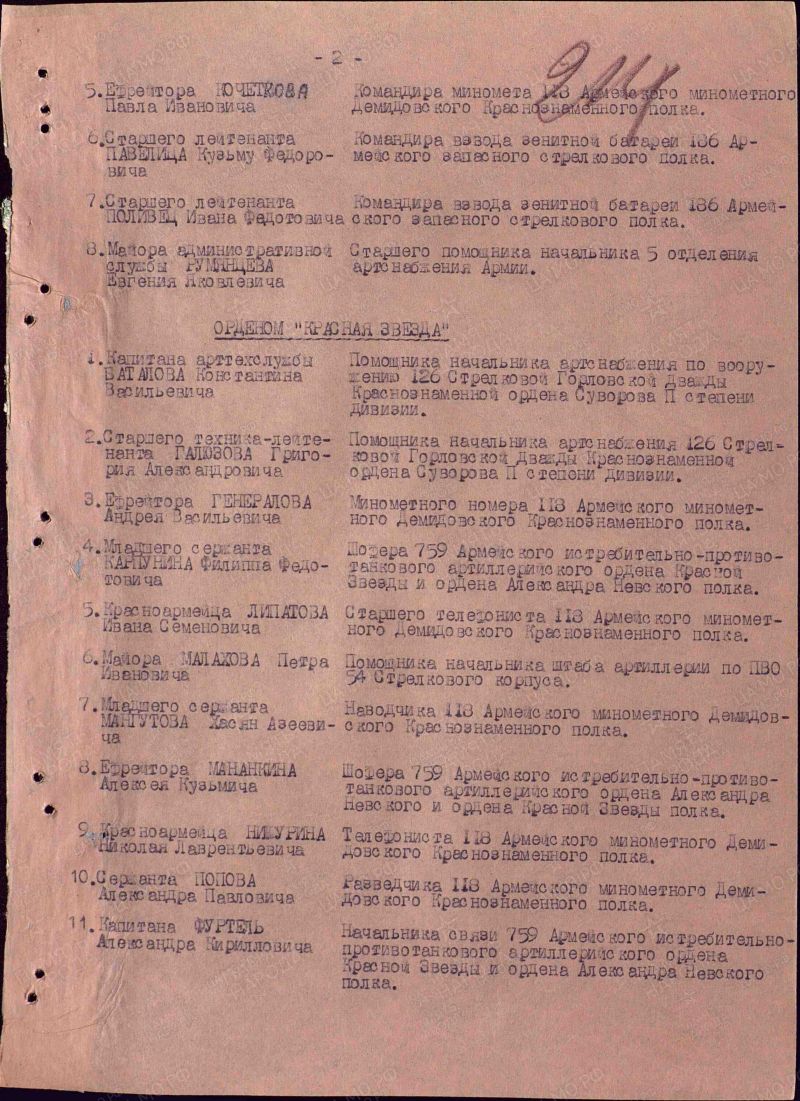 - 2 -
5. Ефрейтора КОЧЕТКОВА Командира миномета 118 Армейского минометного
Павла Ивановича Демидовского Краснознаменного полка.
6. Старшего лейтенанта Командира взвода зенитной батареи 186 Ар-
ПАВЕЛИЦА Кузьму Федоро- мейского запасного стрелкового полка.
вича
7. Старшего лейтенанта Командира взвода зенитной батареи 186 Армей-
ПОЛИВЕЦ Ивана Федотовича ского запасного стрелкового полка.
8. Майора административной Старшего помощника начальника 5 отделения
службы РУМЯНЦЕВА артснабжения Армии.
Евгения Яковлевича
ОРДЕНОМ "КРАСНАЯ ЗВЕЗДА"
1. Капитана арттехслужбы Помощника начальника артснабжения по воору-
БАТАЛОВА Константина жению 126 Стрелковой Горловской Дважды
Васильевича Краснознаменной ордена Суворова П степени
дивизии.
2. Старшего техника-лейте- Помощника начальника артснабжения 126 Стрел-
нанта ГАЛЮЗОВА Григо- ковой Горловской Дважды Краснознаменной
рия Александровича ордена Суворова П степени Дивизии.
3. Ефрейтора ГЕНЕРАЛОВА Минометного номера 118 Армейского миномет-
Андрея Васильевича ного Демидовского Краснознаменного полка.
4. Младшего сержанта Шофера 759 Армейского истребительно-противо-
КАРПУНИНА Филиппа Федо- танкового артиллерийского ордена Красной
товича Звезды и ордена Александра Невского полка.
5. Красноармейца ЛИПАТОВА Старшего телефониста 118 Армейского миномет-
Ивана Семеновича ного Демидовского Краснознаменного полка.
6. Майора МАЛАХОВА Петра Помощника начальника штаба артиллерии по ПВО
Ивановича 54 Стрелкового корпуса.
7. Младшего сержанта Наводчика 118 Армейского минометного Демидов-
МАНГУТОВА Хасян Азееви- ского Краснознаменного полка.
ча
8. Ефрейтора МАНАНКИНА Шофера 759 Армейского истребительно-противо-
Алексея Кузьмича танкового артиллерийского ордена Александра
Невского и ордена Красной Звезды полка.
9. Красноармейца НИШУРИНА Телефониста 118 Армейского минометного Деми-
Николая Лаврентьевича довского Краснознаменного полка.
10. Сержанта ПОПОВА Разведчика 118 Армейского минометного Деми-
Александра Павловича довского Краснознаменного полка.
11. Капитана ФУРТЕЛЬ Начальника связи 759 Армейского истребительно-
Александра Кирилловича противотанкового артиллерийского ордена
Красной Звезды и ордена Александра Невского
полка.